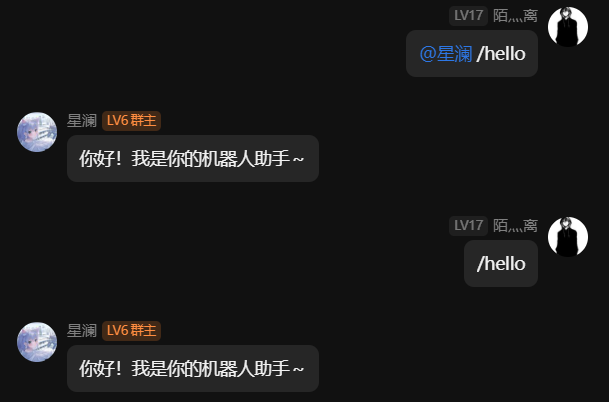 LV17 陌灬离
@星澜 /hello
星澜 LV6 群主
你好！我是你的机器人助手～
LV17 陌灬离
/hello
星澜 LV6 群主
你好！我是你的机器人助手～